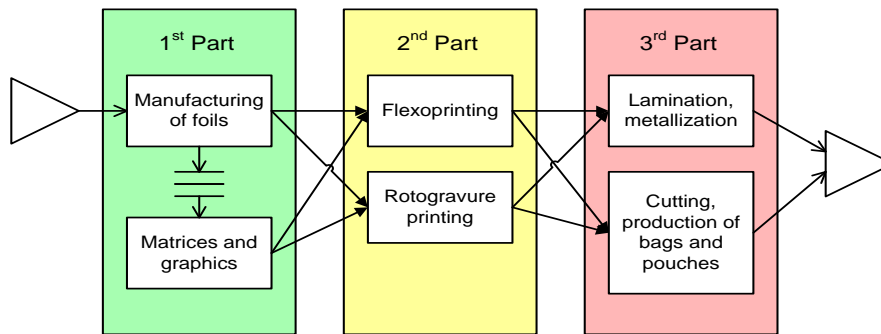 1st Part
Manufacturing
of foils
Matrices and
graphics
2nd Part
Flexoprinting
Rotogravure
printing
3rd Part
Lamination,
metallization
Cutting,
production of
bags and
pouches